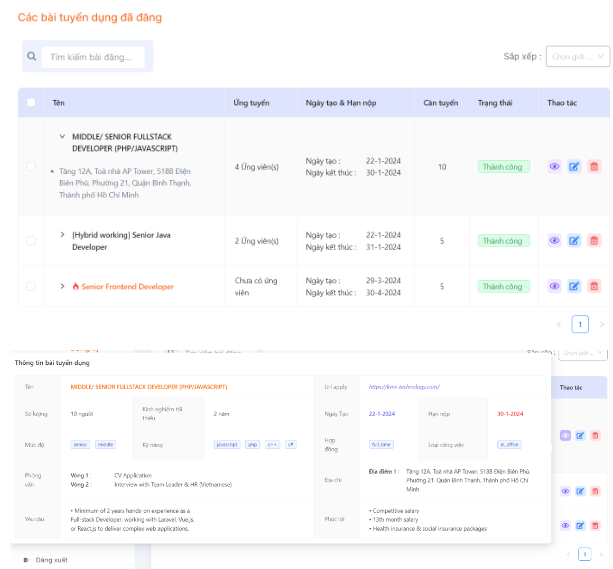 Các bài tuyển dụng đã đăng
Tìm kiếm bài đăng...
Sắp xếp :
Chọn giới ...
Tên
Ứng tuyển
Ngày tạo & Hạn nộp
Cần tuyển
Trạng thái
Thao tác
MIDDLE/ SENIOR FULLSTACK
DEVELOPER (PHP/JAVASCRIPT)
• Tầng 12A, Toà nhà AP Tower, 518B Điện
Biên Phủ, Phường 21, Quận Bình Thạnh,
Thành phố Hồ Chí Minh
4 Ứng viên(s)
Ngày tạo : 22-1-2024
Ngày kết thúc : 30-1-2024
10
Thành công
[Hybrid working] Senior Java
Developer
2 Ứng viên(s)
Ngày tạo : 22-1-2024
Ngày kết thúc : 31-1-2024
5
Thành công
Senior Frontend Developer
Chưa có ứng
viên
Ngày tạo : 29-3-2024
Ngày kết thúc : 30-4-2024
5
Thành công
< 1 >
Thông tin bài tuyển dụng
Tên
MIDDLE/ SENIOR FULLSTACK DEVELOPER (PHP/JAVASCRIPT)
Url apply
Số lượng
10 người
Kinh nghiệm tối
thiểu
2 năm
Ngày Tạo
22-1-2024
Hạn nộp
30-1-2024
Mức độ
senior
middle
Kỹ năng
javascript
php
c++
c#
Hợp
đồng
full_time
Loại công việc
in_office
Phỏng
vấn
Vòng 1 : CV Application
Vòng 2 : Interview with Team Leader & HR (Vietnamese)
Địa chỉ
Địa điểm 1 : Tầng 12A, Toà nhà AP Tower, 518B Điện Biên Phủ,
Phường 21, Quận Bình Thạnh, Thành phố Hồ Chí
Minh
Yêu cầu
• Minimum of 2 years hands-on experience as a
Full-stack Developer, working with Laravel, Vue.js.
or React.js to deliver complex web applications.
Phúc lợi
• Competitive salary
• 13th month salary
• Health insurance & social insurance packages
Thao tác
< 1 >
Đăng xuất